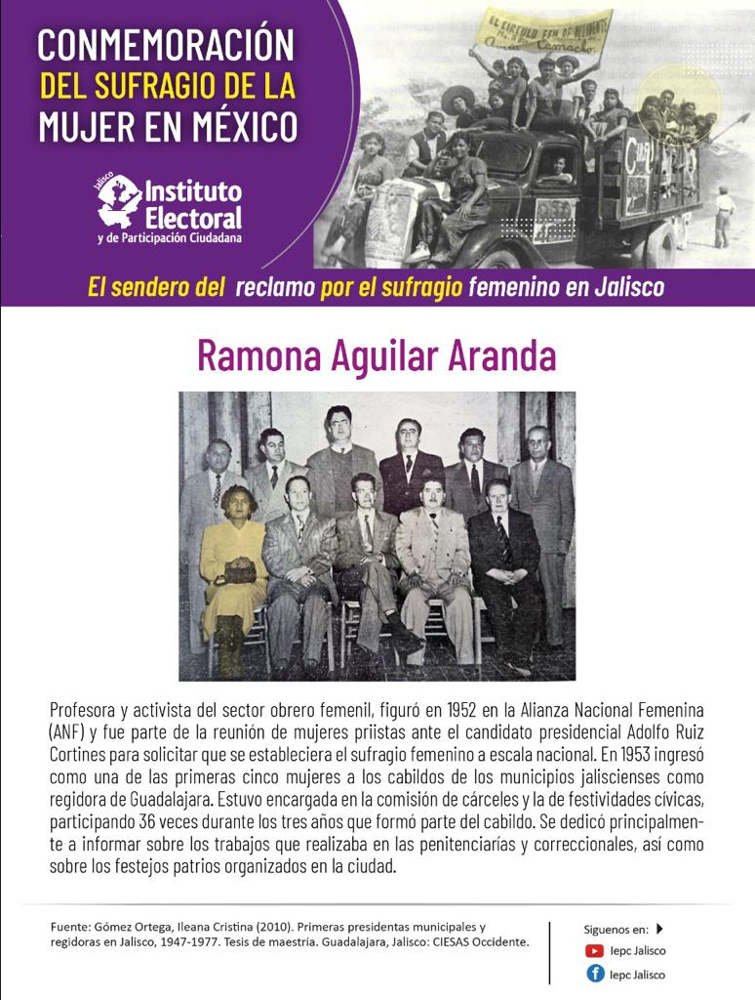 CONMEMORACIÓN
DEL SUFRAGIO DE LA
MUJER EN MÉXICO
Jalisco
Instituto
Electoral
y de Participación Ciudadana
EL CIRCULO FEM DE OCCIDENTE
Camacho
El sendero del reclamo por el sufragio femenino en Jalisco
Ramona Aguilar Aranda
Profesora y activista del sector obrero femenil, figuró en 1952 en la Alianza Nacional Femenina
(ANF) y fue parte de la reunión de mujeres priistas ante el candidato presidencial Adolfo Ruiz
Cortines para solicitar que se estableciera el sufragio femenino a escala nacional. En 1953 ingresó
como una de las primeras cinco mujeres a los cabildos de los municipios jaliscienses como
regidora de Guadalajara. Estuvo encargada en la comisión de cárceles y la de festividades cívicas,
participando 36 veces durante los tres años que formó parte del cabildo. Se dedicó principalmen-
te a informar sobre los trabajos que realizaba en las penitenciarías y correccionales, así como
sobre los festejos patrios organizados en la ciudad.
Fuente: Gómez Ortega, Ileana Cristina (2010). Primeras presidentas municipales y
regidoras en Jalisco, 1947-1977. Tesis de maestría. Guadalajara, Jalisco: CIESAS Occidente.
Siguenos en:
Iepc Jalisco
Iepc Jalisco